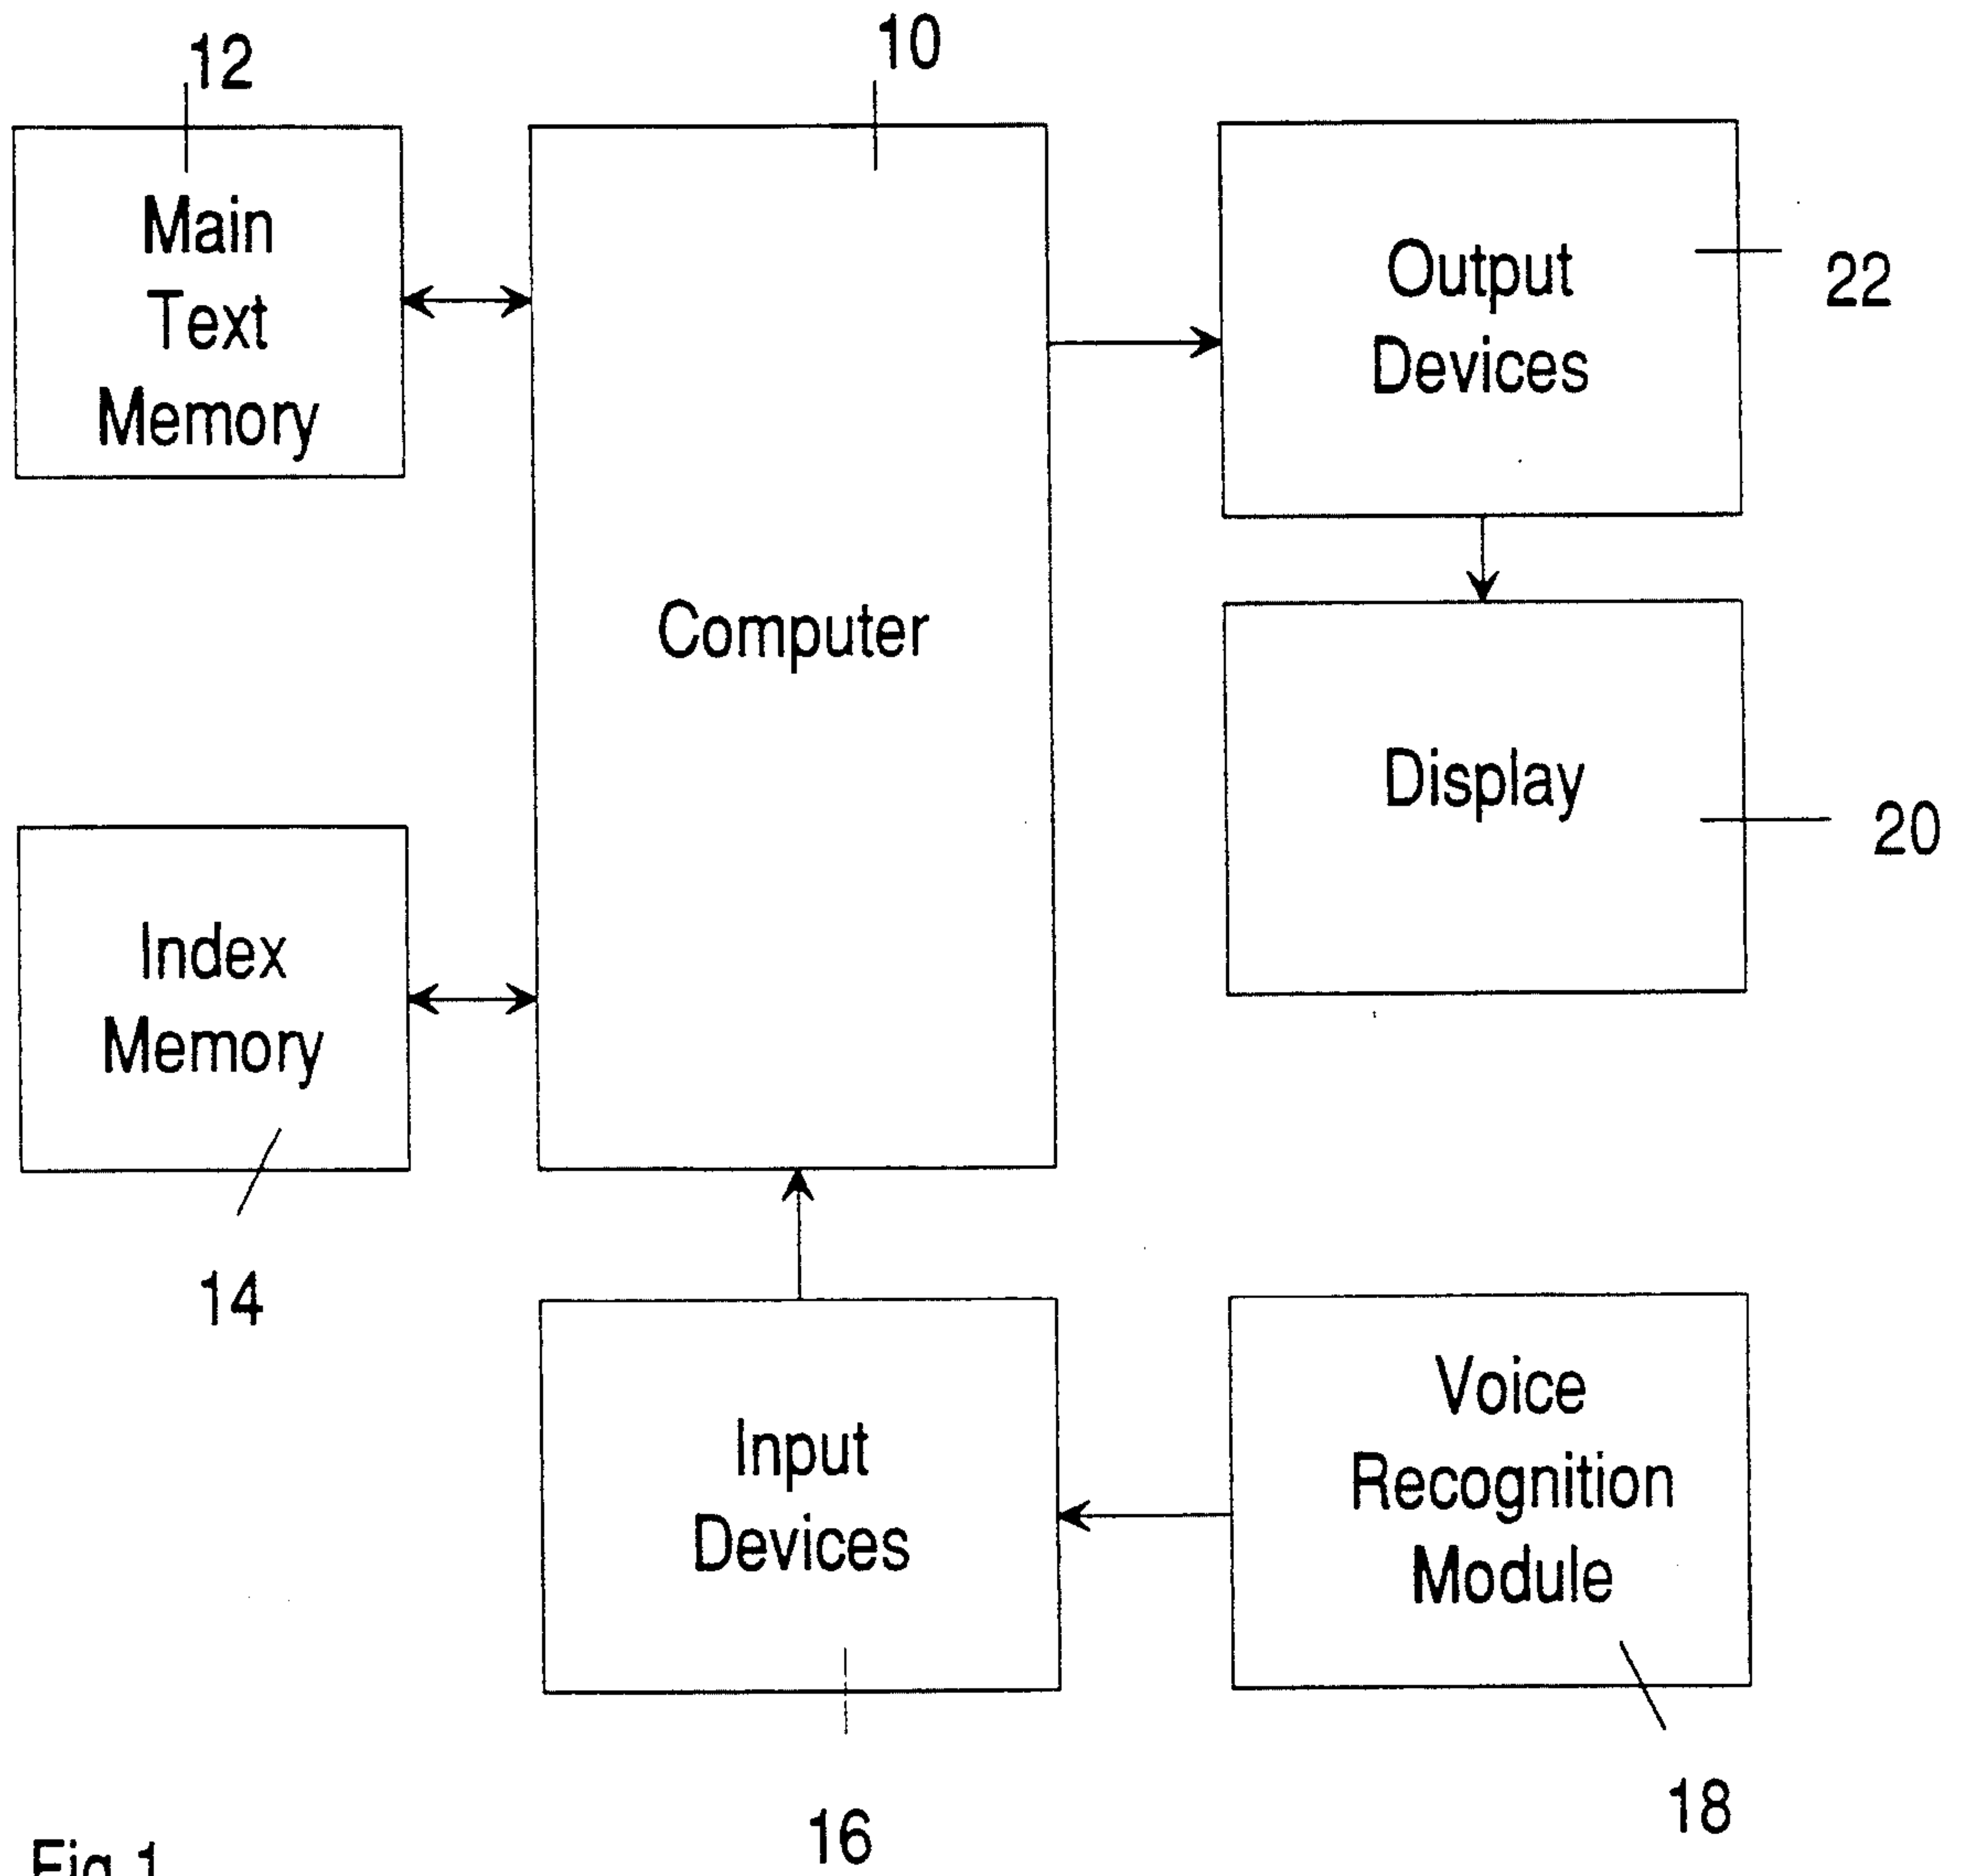 12
10
Main
Text
Memory
Output
Devices
22
Computer
Display
20
Index
Memory
14
Input
Devices
Voice
Recognition
Module
16
18
Fig 1